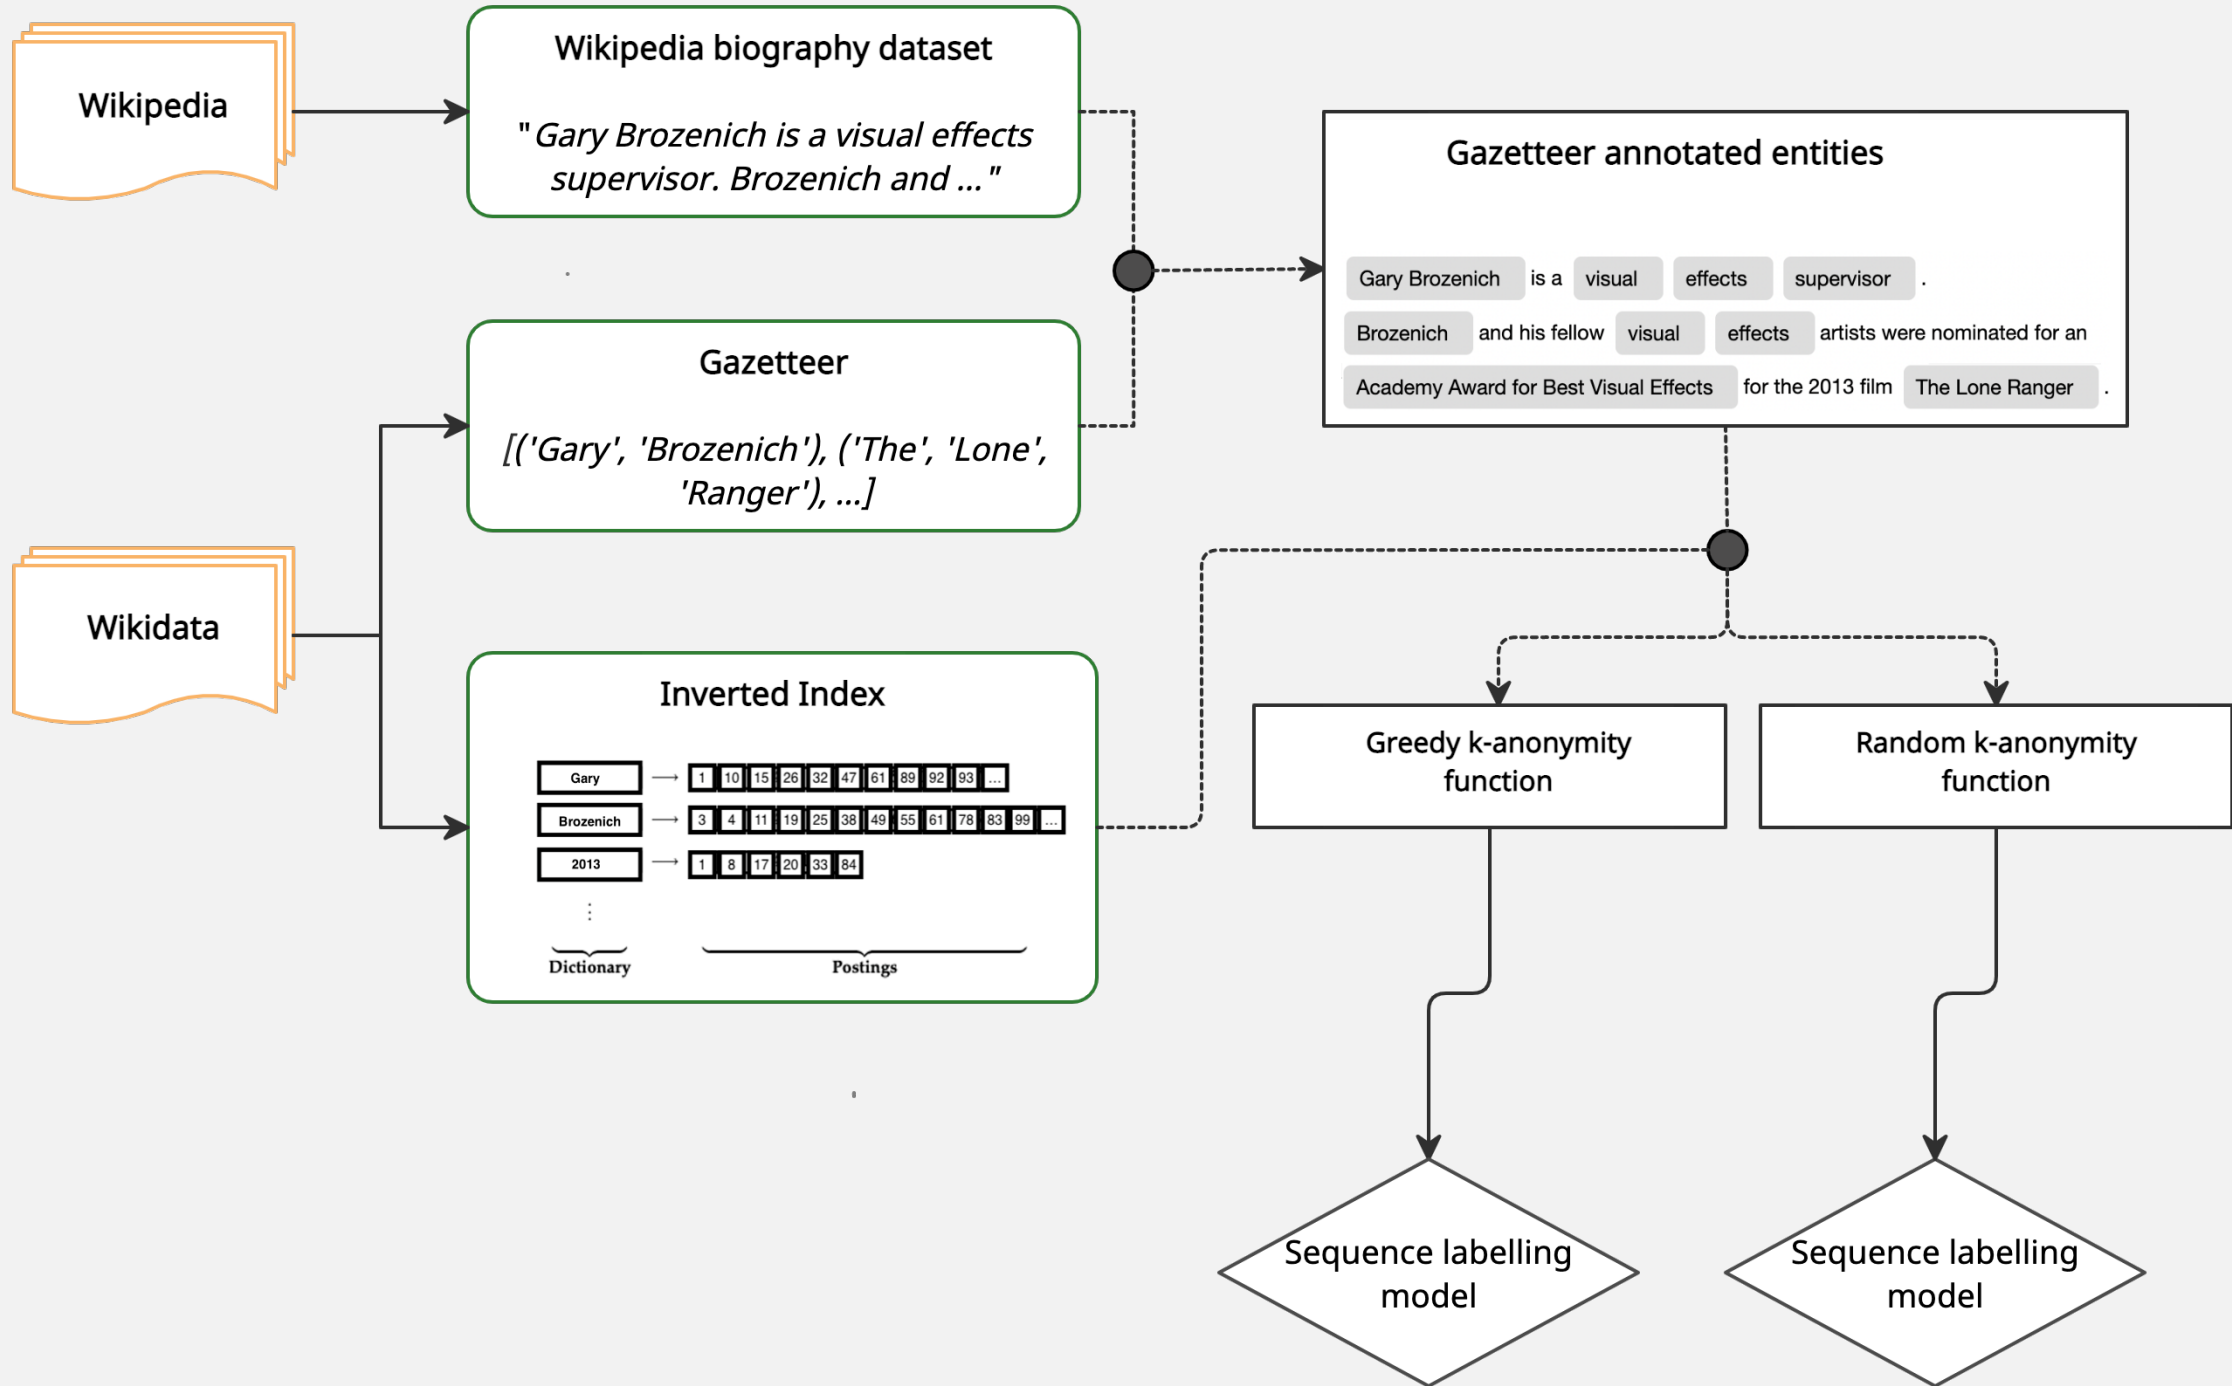 Wikipedia
Wikipedia biography dataset
"Gary Brozenich is a visual effects
supervisor. Brozenich and ..."
Gazetteer annotated entities
Gary Brozenich is a visual effects supervisor .
Brozenich and his fellow visual effects artists were nominated for an
Academy Award for Best Visual Effects for the 2013 film The Lone Ranger .
Gazetteer
[('Gary', 'Brozenich'), ('The', 'Lone',
'Ranger'), ...]
Wikidata
Inverted Index
Gary → 1 10 15 26 32 47 61 89 92 93 ...
Brozenich → 3 4 11 19 25 38 49 55 61 78 83 99 ...
2013 → 1 8 17 20 33 84
⋮
Dictionary Postings
Greedy k-anonymity
function
Random k-anonymity
function
Sequence labelling
model
Sequence labelling
model